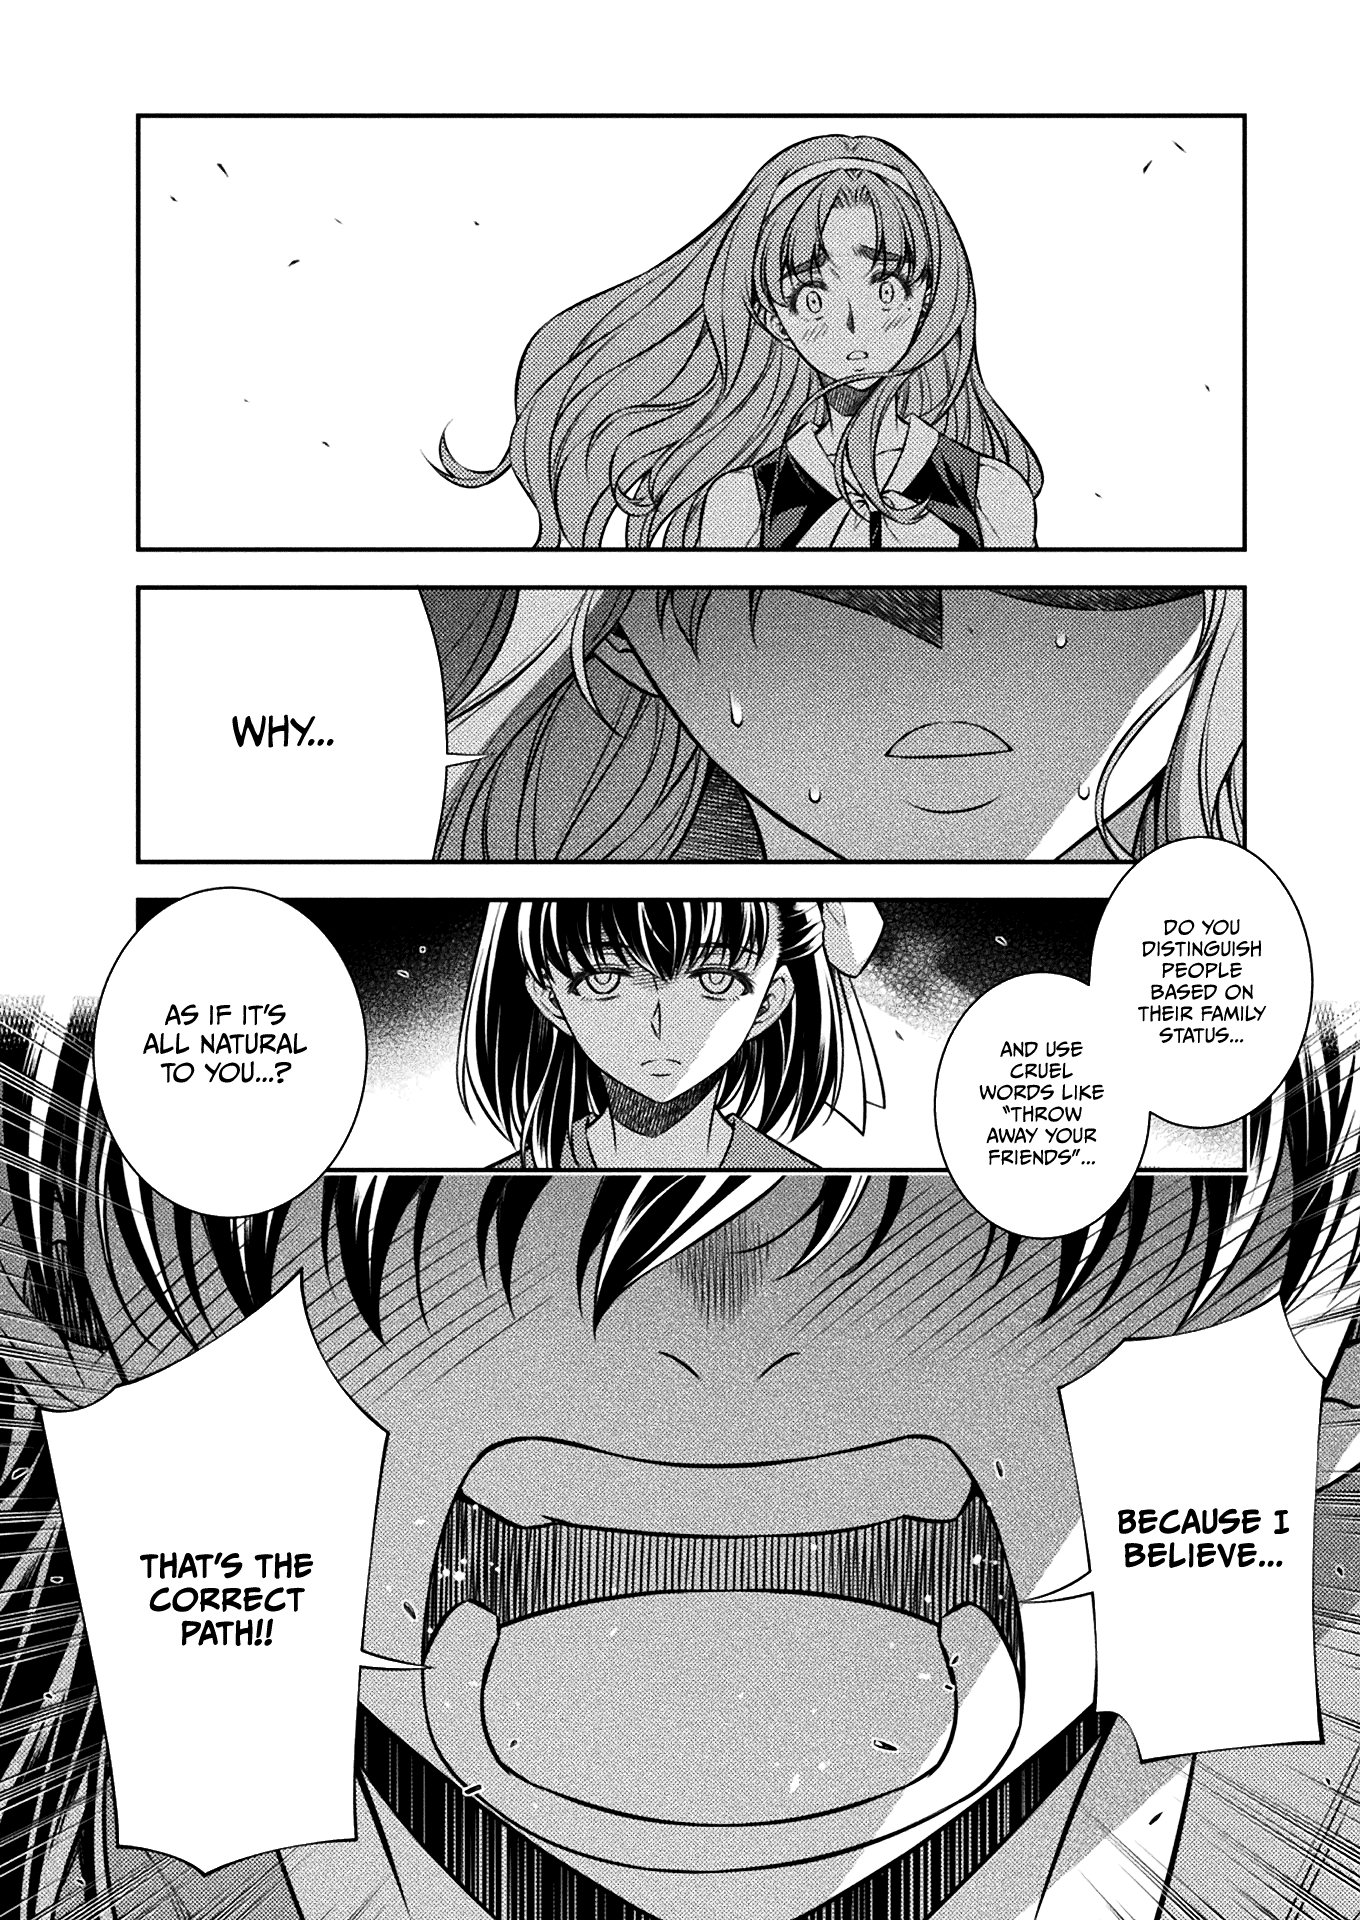 WHY...
DO YOU
DISTINGUISH
PEOPLE
BASED ON
THEIR FAMILY
STATUS...
AND USE
CRUEL
WORDS LIKE
"THROW
AWAY YOUR
FRIENDS"...
AS IF IT'S
ALL NATURAL
TO YOU...?
BECAUSE I
BELIEVE...
THAT'S THE
CORRECT
PATH!!